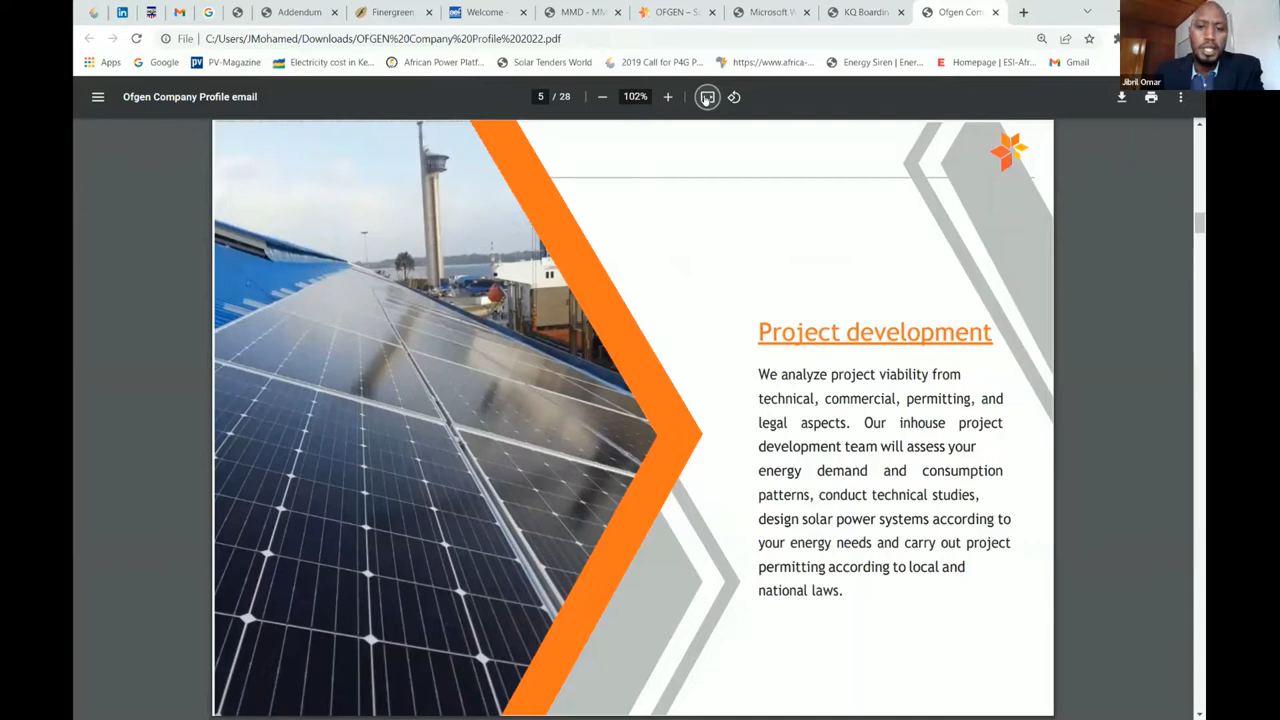 Addendum
Finergreen
Welcome -
MMD - MM
OFGEN – S
Microsoft W
KQ Boardin
Ofgen Com
File
C:/Users/JMohamed/Downloads/OFGEN%20Company%20Profile%202022.pdf
Apps
Google
PV-Magazine
Electricity cost in Ke...
African Power Platf...
Solar Tenders World
2019 Call for P4G P...
https://www.africa-...
Energy Siren | Ener...
Homepage | ESI-Afr...
Gmail
Jibril Omar
Ofgen Company Profile email
5 / 28
102%
Project development
We analyze project viability from
technical, commercial, permitting, and
legal aspects. Our inhouse project
development team will assess your
energy demand and consumption
patterns, conduct technical studies,
design solar power systems according to
your energy needs and carry out project
permitting according to local and
national laws.